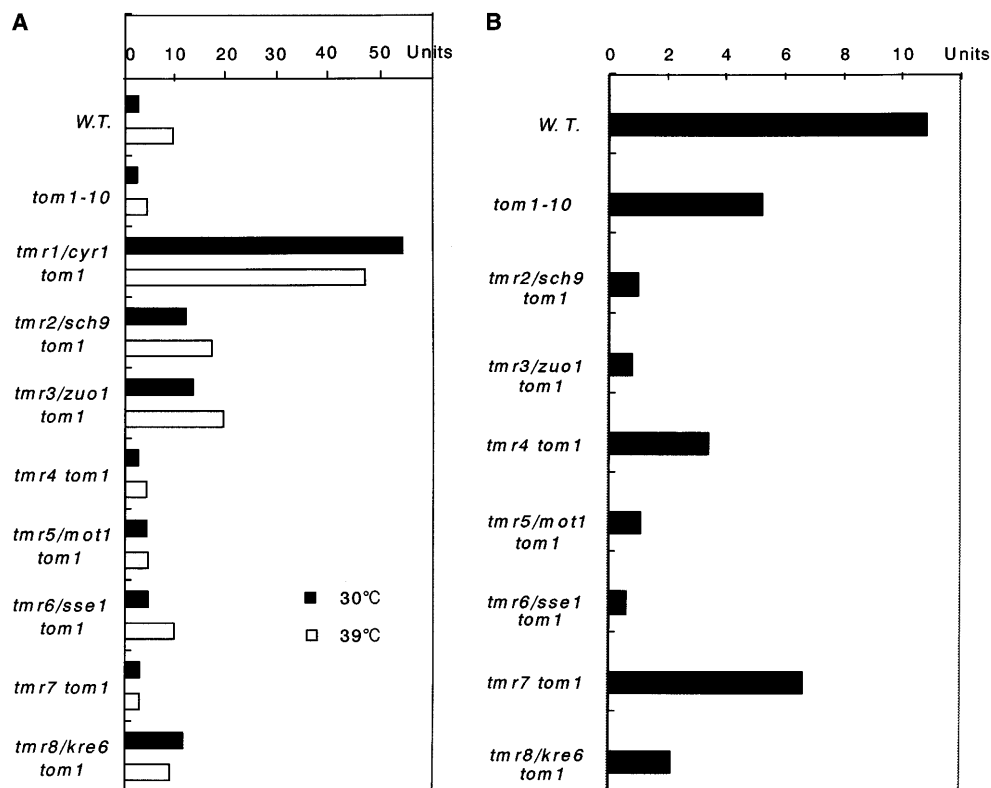 A
0 10 20 30 40 50 Units
W.T.
tom1-10
tmr1/cyr1
tom1
tmr2/sch9
tom1
tmr3/zuo1
tom1
tmr4 tom1
tmr5/mot1
tom1
tmr6/sse1
tom1
tmr7 tom1
tmr8/kre6
tom1
30°C
39°C
B
0 2 4 6 8 10 Units
W.T.
tom1-10
tmr2/sch9
tom1
tmr3/zuo1
tom1
tmr4 tom1
tmr5/mot1
tom1
tmr6/sse1
tom1
tmr7 tom1
tmr8/kre6
tom1